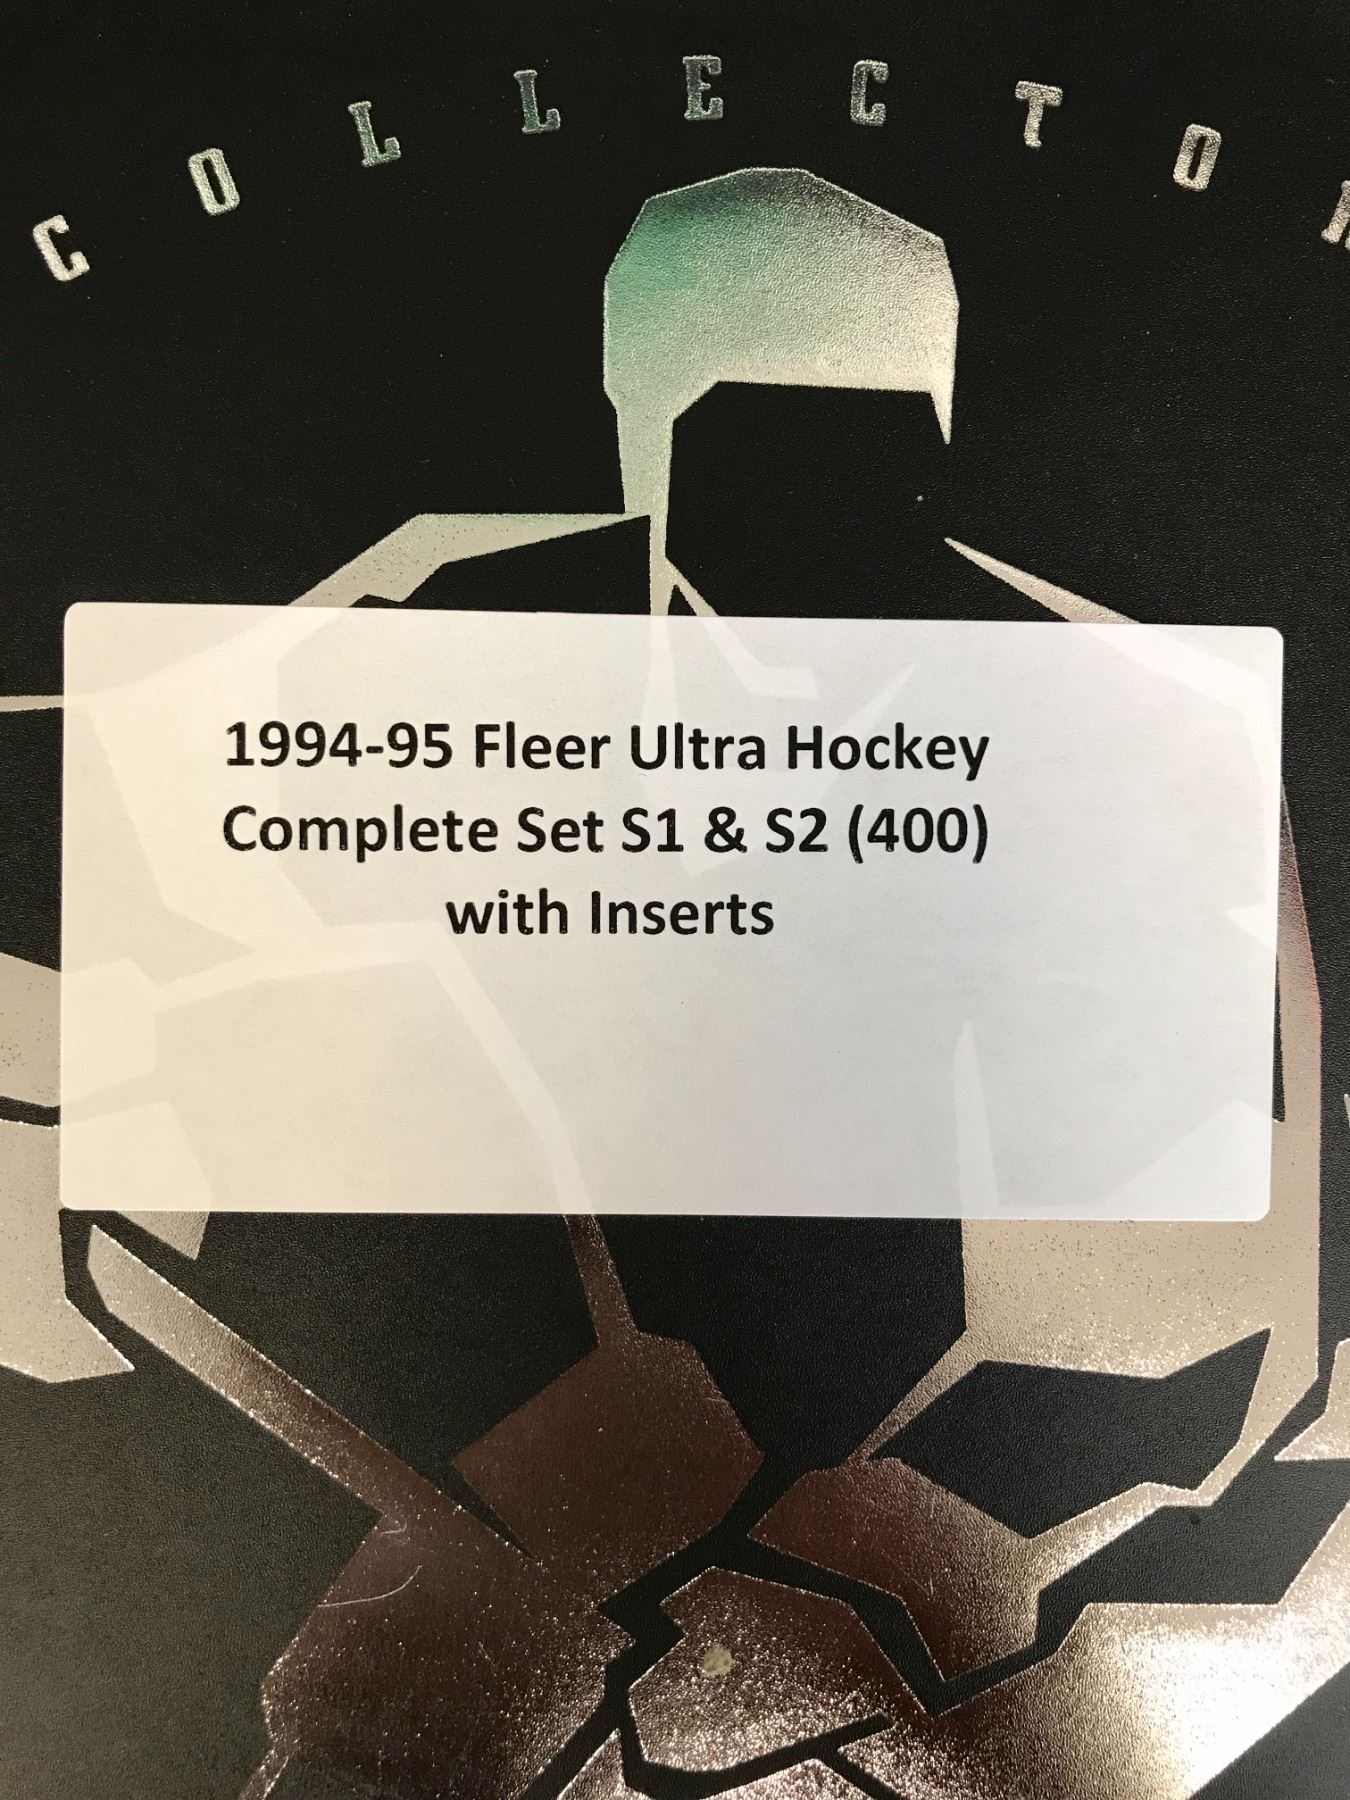 COLLECTOR
1994-95 Fleer Ultra Hockey
Complete Set S1 & S2 (400)
with Inserts